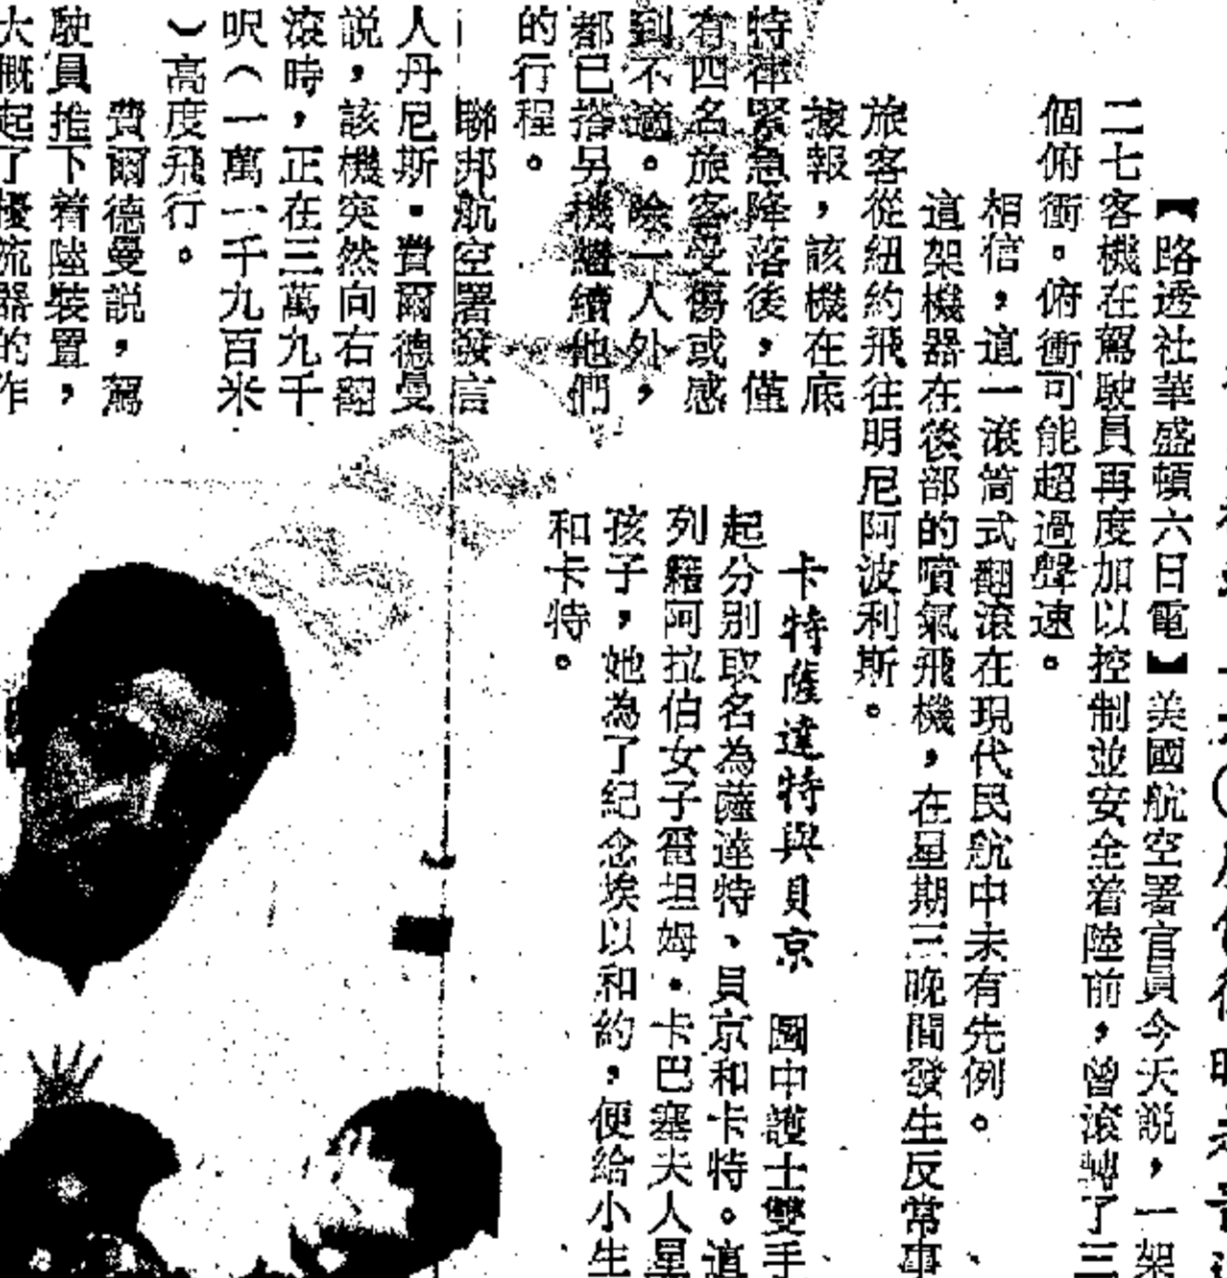 【路透社華盛頓六日電】美國航空署官員今天説，一架
二七客機在駕駛員再度加以控制並安全着陸前，曾滾轉了三
個俯衝。俯衝可能超過聲速。
相信，這一滾筒式翻滾在現代民航中未有先例。
這架機器在後部的噴氣飛機，在星期三晚間發生反常事
旅客從紐約飛往明尼阿波利斯。
據報，該機在底
特律緊急降落後，僅
有四名旅客受傷或感
到不適。除一人外，
都已搭另機繼續他們
的行程。
聯邦航空署發言
人丹尼斯·費爾德曼
説，該機突然向右翻
滾時，正在三萬九千
呎（一萬一千九百米
）高度飛行。
費爾德曼説，駕
駛員推下着陸裝置，
大概起了擾流器的作
卡特薩達特與貝京　圖中護士雙手
起分別取名為薩達特、貝京和卡特。這
列籍阿拉伯女子霍坦姆·卡巴塞夫人星
孩子，她為了紀念埃以和約，便給小生
和卡特。